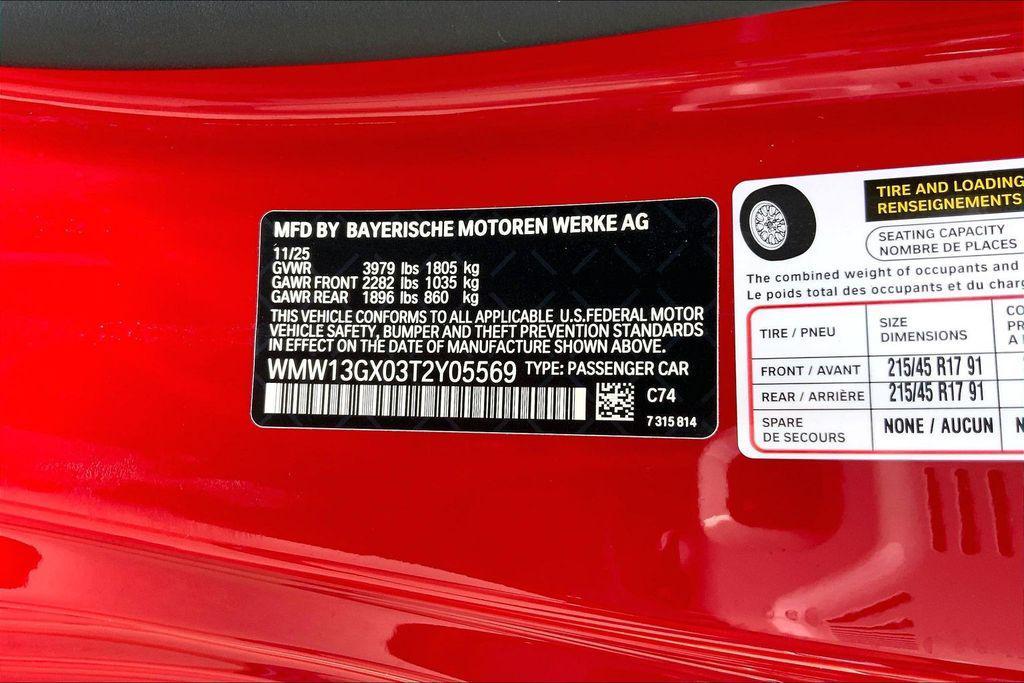 MFD BY BAYERISCHE MOTOREN WERKE AG
11/25
GVWR 3979 lbs 1805 kg
GAWR FRONT 2282 lbs 1035 kg
GAWR REAR 1896 lbs 860 kg
THIS VEHICLE CONFORMS TO ALL APPLICABLE U.S.FEDERAL MOTOR
VEHICLE SAFETY, BUMPER AND THEFT PREVENTION STANDARDS
IN EFFECT ON THE DATE OF MANUFACTURE SHOWN ABOVE.
WMW13GX03T2Y05569 TYPE: PASSENGER CAR
C74
7 315 814
TIRE AND LOADING
RENSEIGNEMENTS
SEATING CAPACITY
NOMBRE DE PLACES
The combined weight of occupants and
Le poids total des occupants et du
TIRE / PNEU
SIZE
DIMENSIONS
FRONT / AVANT 215/45 R17 91
REAR / ARRIÈRE 215/45 R17 91
SPARE
DE SECOURS
NONE / AUCUN